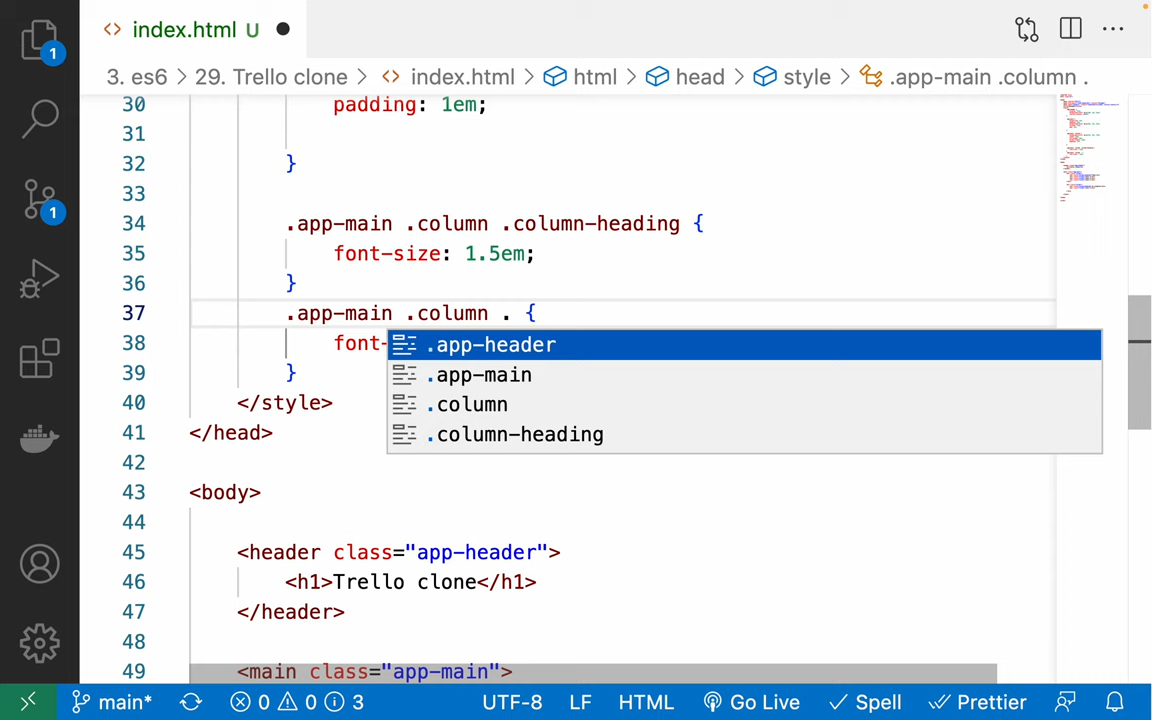 index.html U
3. es6 > 29. Trello clone > index.html > html > head > style > .app-main .column .
1
1
30 padding: 1em;
31
32 }
33
34 .app-main .column .column-heading {
35 font-size: 1.5em;
36 }
37 .app-main .column . {
38 font-
39 }
40 </style>
41 </head>
42
43 <body>
44
45 <header class="app-header">
46 <h1>Trello clone</h1>
47 </header>
48
49 <main class="app-main">
.app-header
.app-main
.column
.column-heading
main* 0 0 3 UTF-8 LF HTML Go Live Spell Prettier